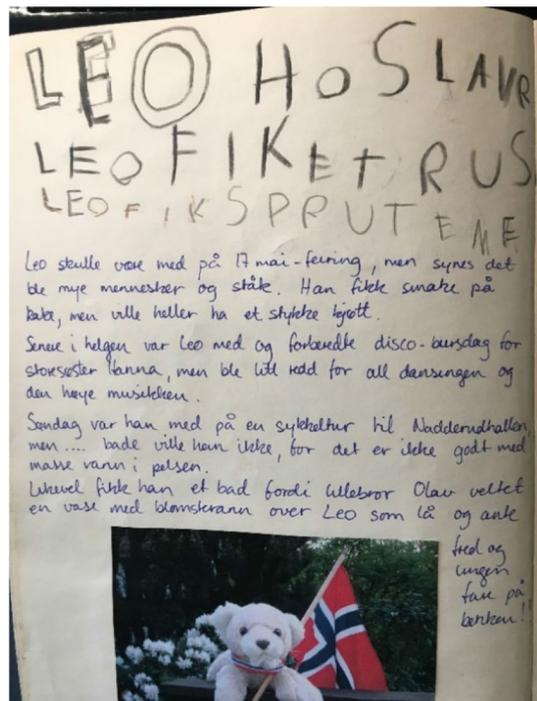 LEO HOS LAUR
LEO FIK ET RUS
LEO FIK SPRUTEME
Leo skulle være med på 17 mai-feiring, men synes det
ble mye mennesker og ståk. Han fikk smake på
kake, men ville heller ha et stykke kjøtt.
Senere i helgen var Leo med og forberedte disco-bursdag for
storesøster Hanna, men ble litt redd for all dansingen og
den høye musikken.
Søndag var han med på en sykkeltur til Nadderudhallen,
men.... bade ville han ikke, for det er ikke godt med
masse vann i pelsen.
Likevel fikk han et bad fordi lillebror Olav veltet
en vase med blomstervann over Leo som lå og ante
fred og
ingen
fare på
benken!!